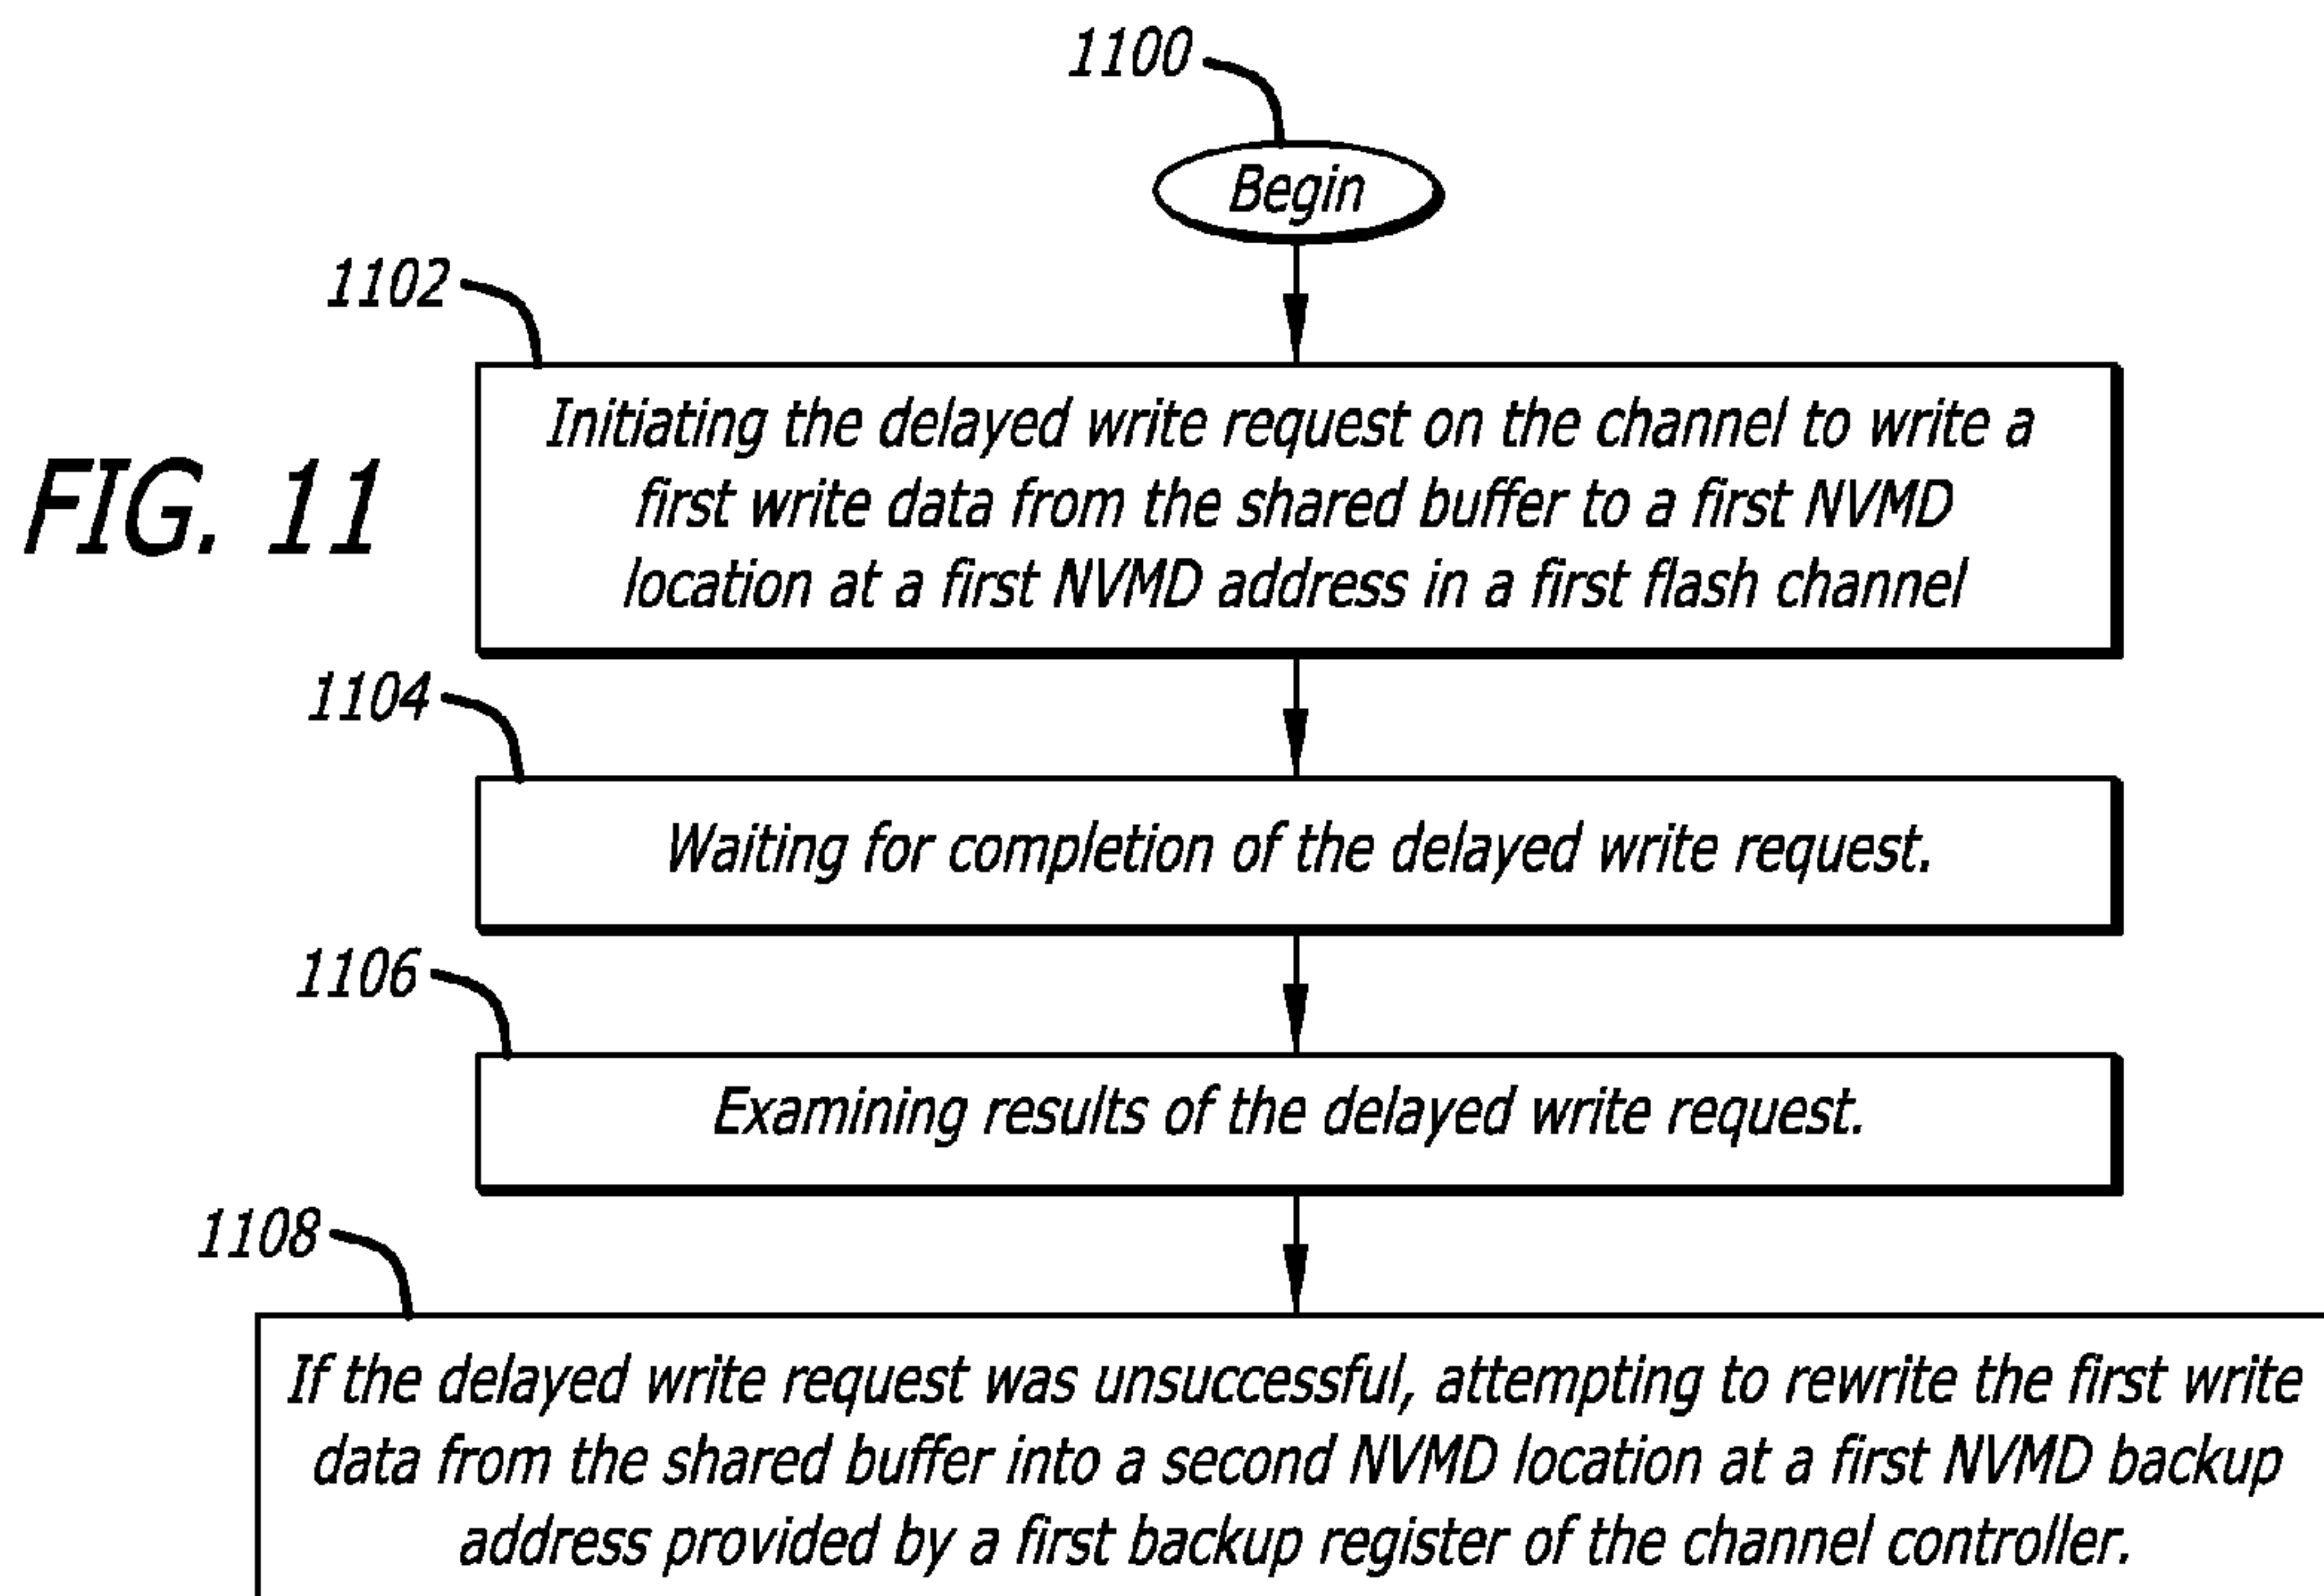 1100
Begin
1102
FIG. 11
Initiating the delayed write request on the channel to write a
first write data from the shared buffer to a first NVMD
location at a first NVMD address in a first flash channel
1104
Waiting for completion of the delayed write request.
1106
Examining results of the delayed write request.
1108
If the delayed write request was unsuccessful, attempting to rewrite the first write
data from the shared buffer into a second NVMD location at a first NVMD backup
address provided by a first backup register of the channel controller.